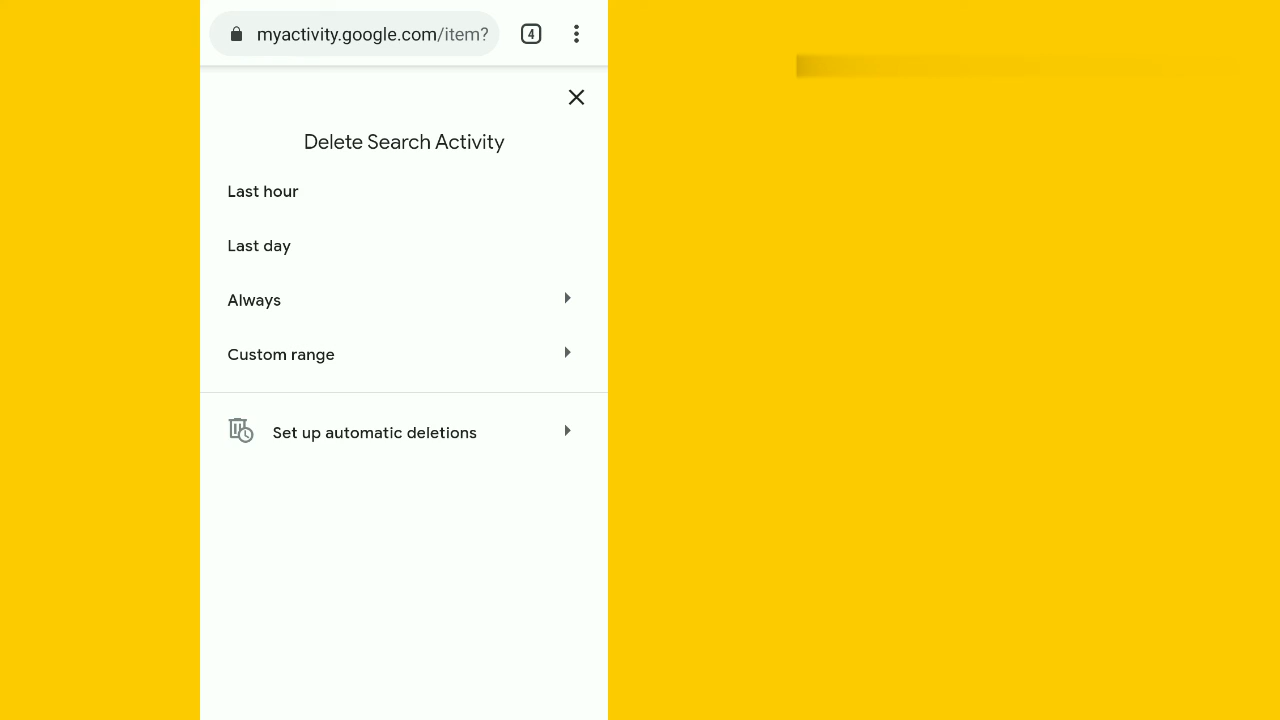 myactivity.google.com/item?
4
Delete Search Activity
Last hour
Last day
Always
Custom range
Set up automatic deletions